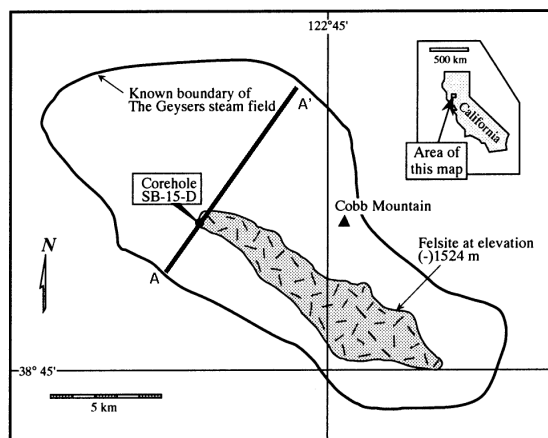 122°45'
500 km
Known boundary of
The Geysers steam field
A'
California
Area of
this map
Corehole
SB-15-D
Cobb Mountain
N
Felsite at elevation
(-)1524 m
A
38°45'
5 km